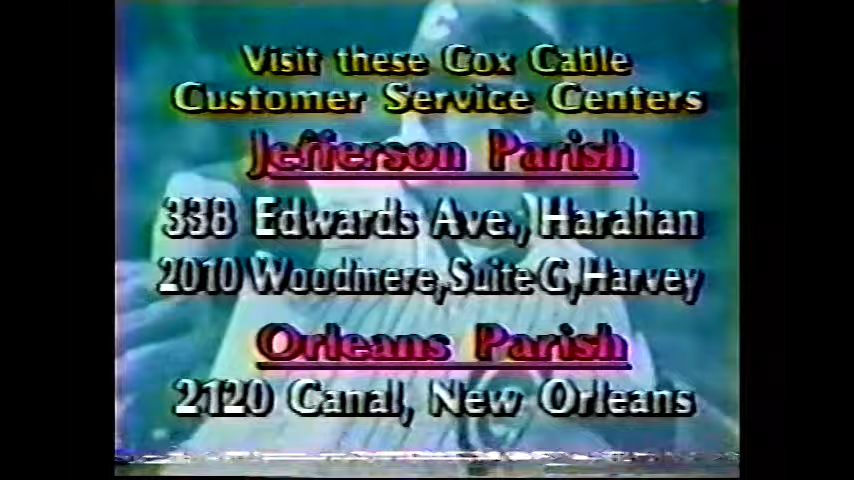 Visit these Cox Cable
Customer Service Centers
Jefferson Parish
338 Edwards Ave., Harahan
2010 Woodmere, Suite C, Harvey
Orleans Parish
2120 Canal, New Orleans